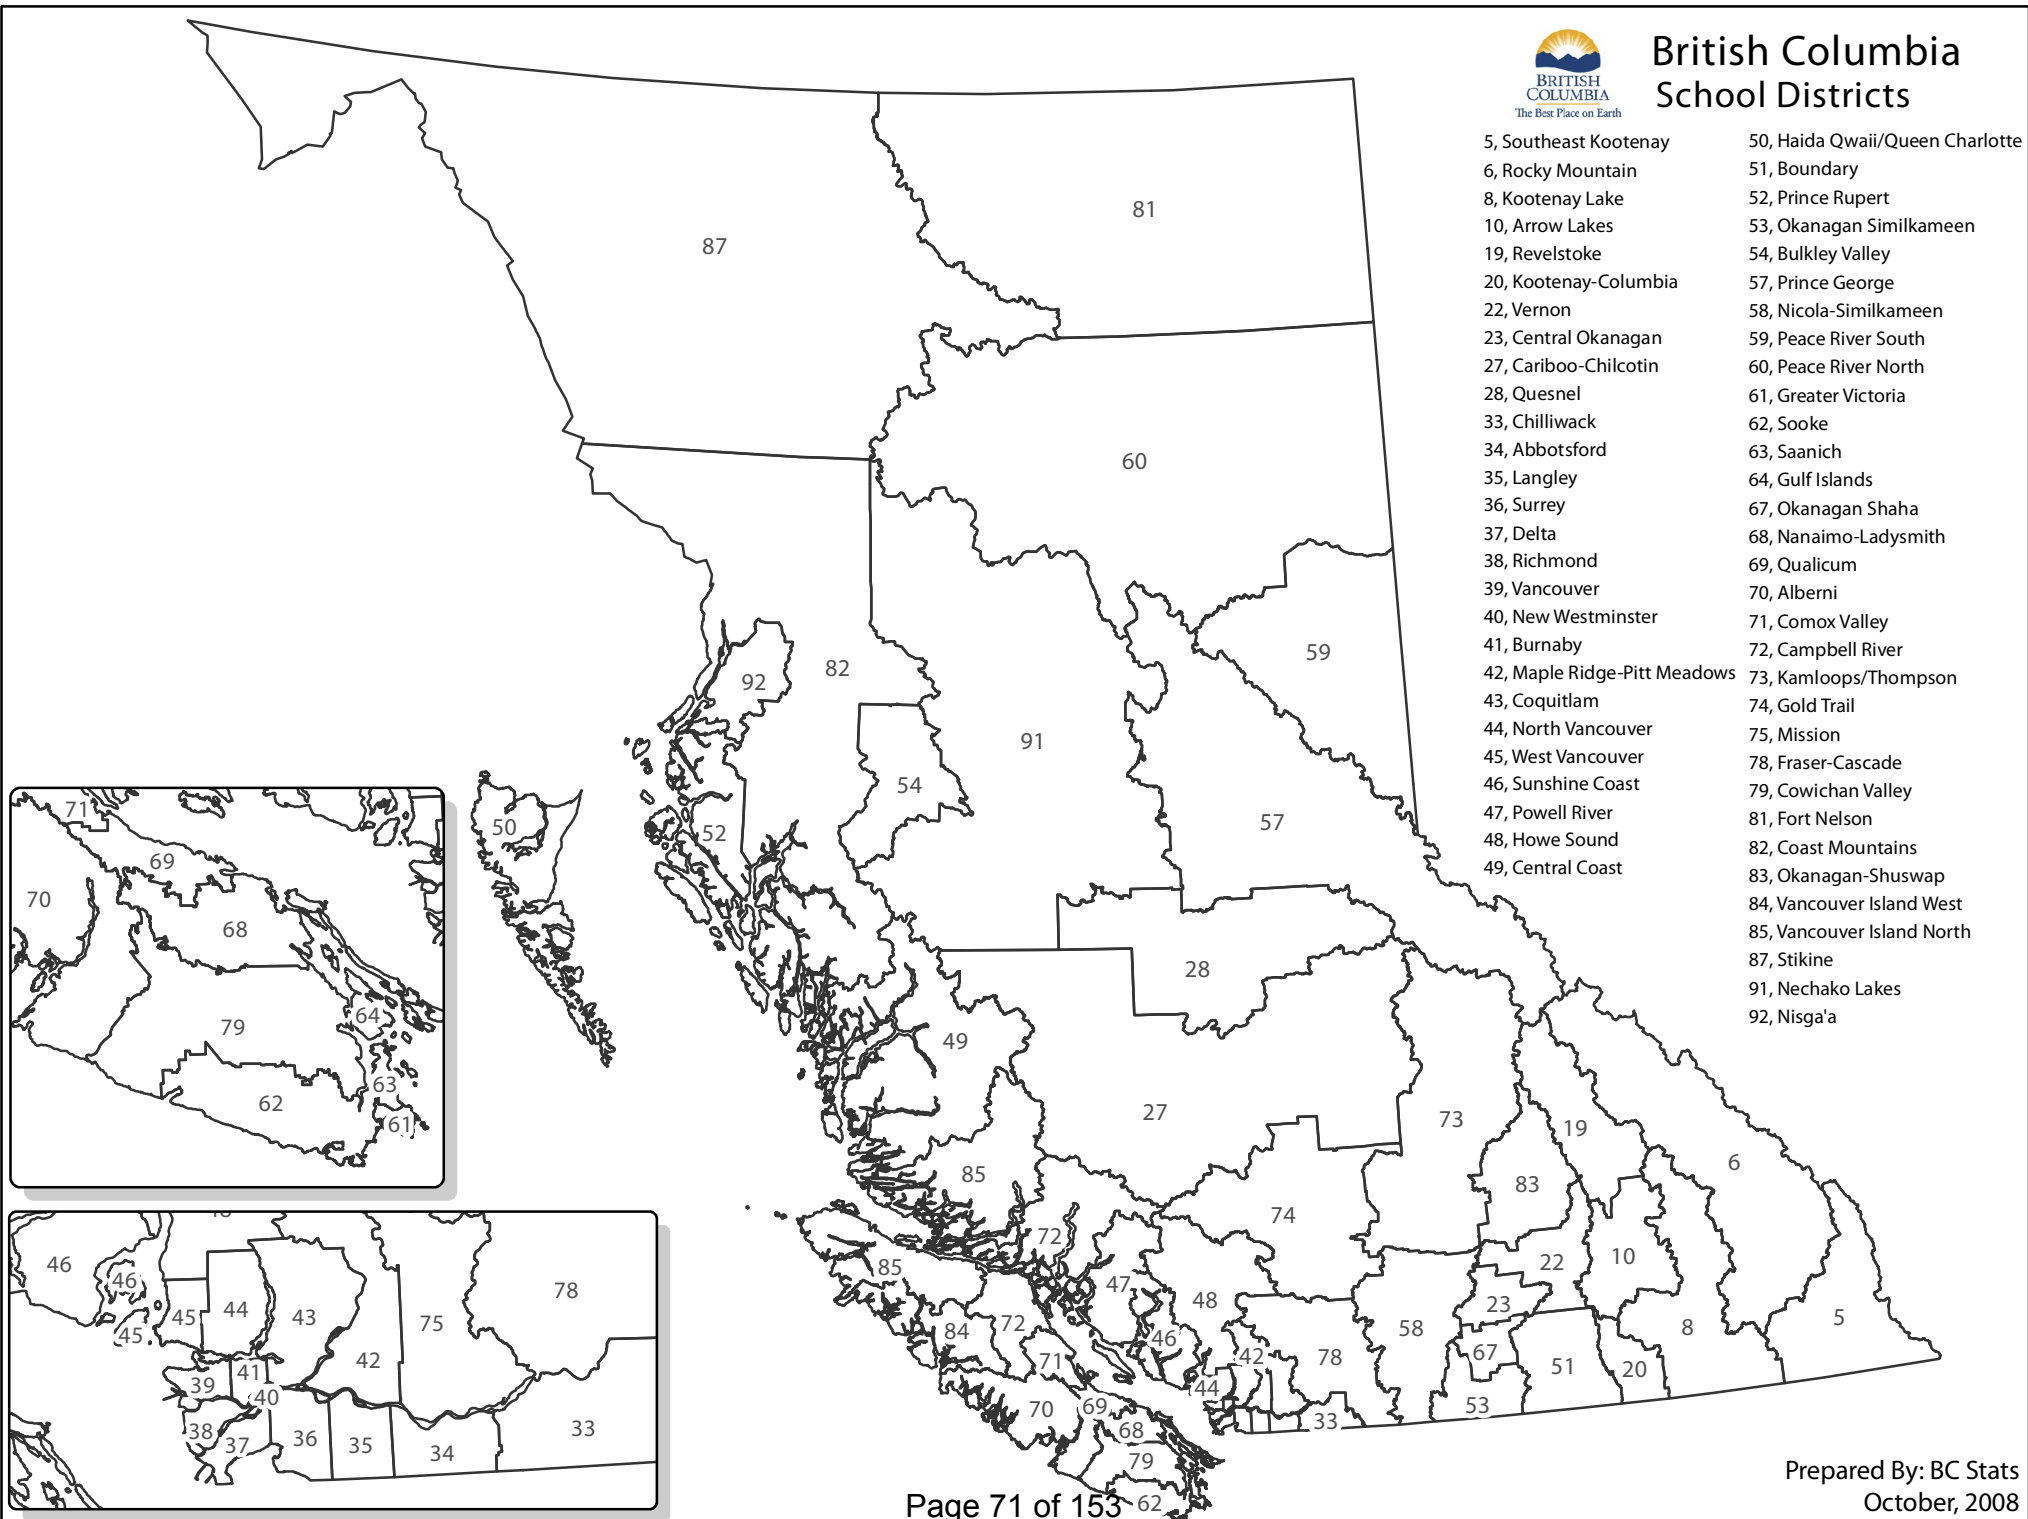 British Columbia
School Districts
BRITISH
COLUMBIA
The Best Place on Earth
5, Southeast Kootenay
6, Rocky Mountain
8, Kootenay Lake
10, Arrow Lakes
19, Revelstoke
20, Kootenay-Columbia
22, Vernon
23, Central Okanagan
27, Cariboo-Chilcotin
28, Quesnel
33, Chilliwack
34, Abbotsford
35, Langley
36, Surrey
37, Delta
38, Richmond
39, Vancouver
40, New Westminster
41, Burnaby
42, Maple Ridge-Pitt Meadows
43, Coquitlam
44, North Vancouver
45, West Vancouver
46, Sunshine Coast
47, Powell River
48, Howe Sound
49, Central Coast
50, Haida Qwaii/Queen Charlotte
51, Boundary
52, Prince Rupert
53, Okanagan Similkameen
54, Bulkley Valley
57, Prince George
58, Nicola-Similkameen
59, Peace River South
60, Peace River North
61, Greater Victoria
62, Sooke
63, Saanich
64, Gulf Islands
67, Okanagan Shaha
68, Nanaimo-Ladysmith
69, Qualicum
70, Alberni
71, Comox Valley
72, Campbell River
73, Kamloops/Thompson
74, Gold Trail
75, Mission
78, Fraser-Cascade
79, Cowichan Valley
81, Fort Nelson
82, Coast Mountains
83, Okanagan-Shuswap
84, Vancouver Island West
85, Vancouver Island North
87, Stikine
91, Nechako Lakes
92, Nisga'a
81
87
60
59
82
92
91
54
57
52
50
28
49
27
73
19
6
85
83
74
72
22
10
85
47
48
23
5
84
72
46
58
8
71
42
78
67
51
20
44
70
69
53
33
68
79
62
71
69
70
68
64
79
63
62
61
46
46
78
45
44
43
75
45
42
41
39
40
38
37
36
35
34
33
Page 71 of 153
Prepared By: BC Stats
October, 2008